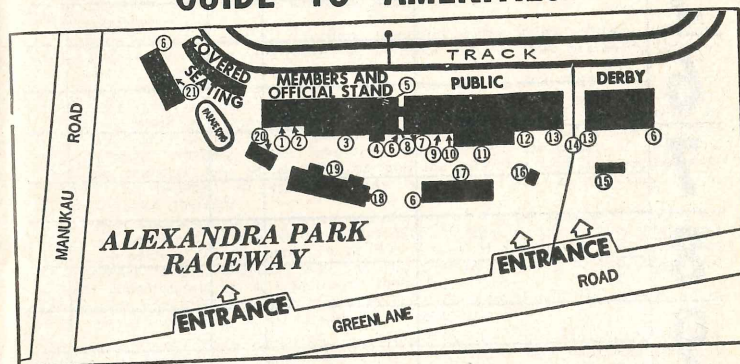 GUIDE TO AMENITIES
TRACK
COVERED
SEATING
MEMBERS AND
OFFICIAL STAND
PUBLIC
DERBY
6
21
5
20
1 2 3 4 6 8 7 9 10 11 12 13 14 13 6
19
18
6
17
16
15
MANUKAU ROAD
ALEXANDRA PARK
RACEWAY
ENTRANCE
ENTRANCE
GREENLANE ROAD